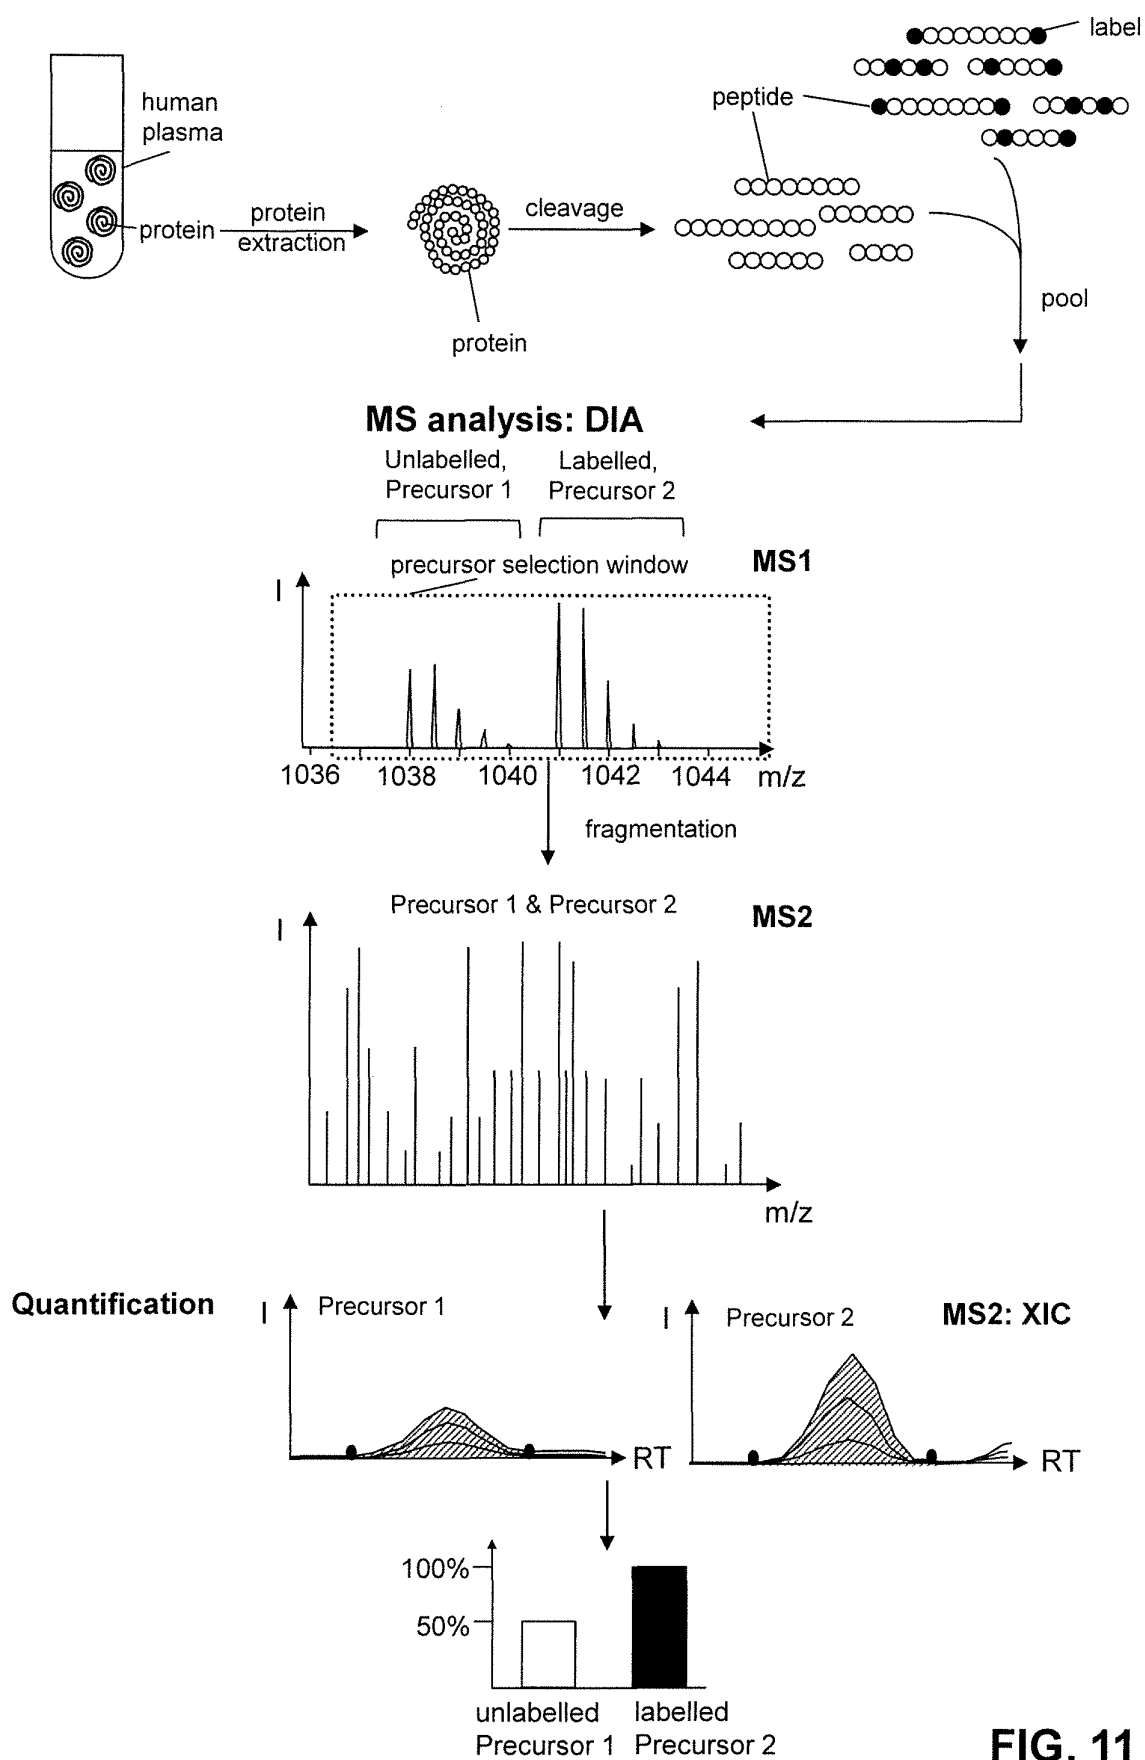 label
human
plasma
peptide
protein
protein
extraction
cleavage
protein
pool
MS analysis: DIA
Unlabelled,
Precursor 1
Labelled,
Precursor 2
precursor selection window
MS1
I
1036 1038 1040 1042 1044 m/z
fragmentation
Precursor 1 & Precursor 2
MS2
I
m/z
Quantification
I
Precursor 1
RT
I
Precursor 2
MS2: XIC
RT
100%
50%
unlabelled
Precursor 1
labelled
Precursor 2
FIG. 11